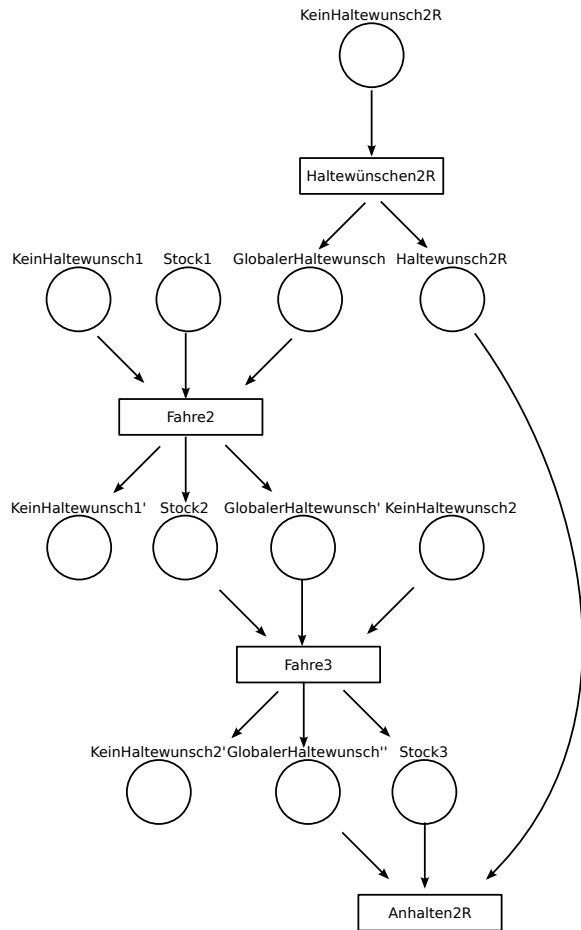 KeinHaltewunsch2R
Haltewünschen2R
KeinHaltewunsch1 Stock1 GlobalerHaltewunsch Haltewunsch2R
Fahre2
KeinHaltewunsch1' Stock2 GlobalerHaltewunsch' KeinHaltewunsch2
Fahre3
KeinHaltewunsch2' GlobalerHaltewunsch'' Stock3
Anhalten2R